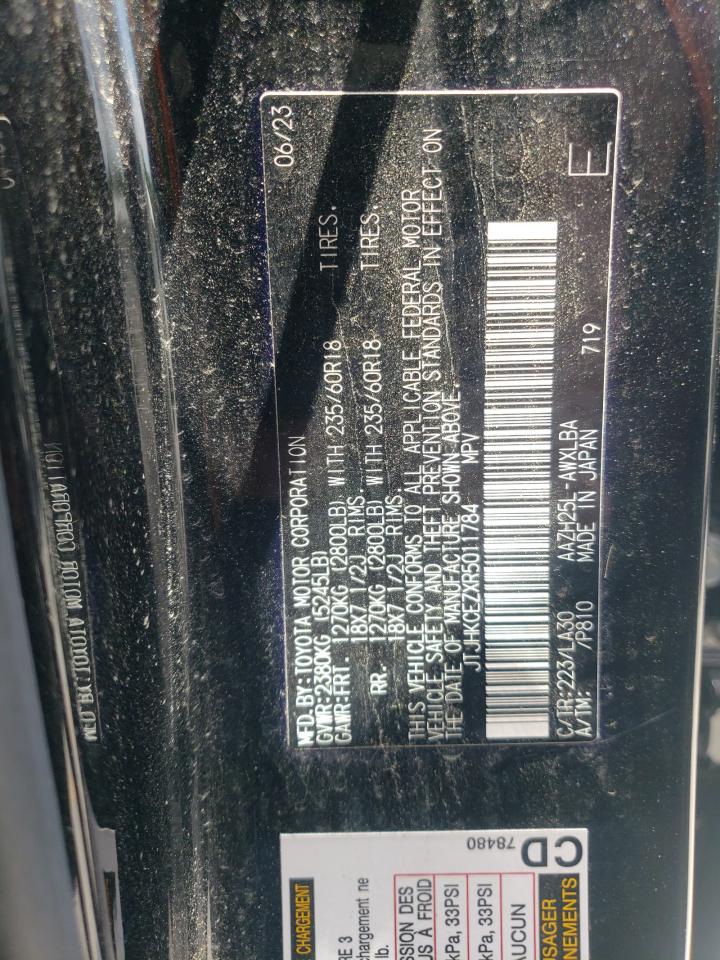 MFD.BY:TOYOTA MOTOR CORPORATION 06/23
GVWR:2380KG (5245LB)
GAWR:FRT. 1270KG (2800LB) WITH 235/60R18 TIRES,
18X7 1/2J RIMS
RR. 1270KG (2800LB) WITH 235/60R18 TIRES,
18X7 1/2J RIMS
THIS VEHICLE CONFORMS TO ALL APPLICABLE FEDERAL MOTOR
VEHICLE SAFETY AND THEFT PREVENTION STANDARDS IN EFFECT ON
THE DATE OF MANUFACTURE SHOWN ABOVE.
JTJHKCEZXR5011784 MPV
C/TR:223/LA30 AAZH25L-AWXLBA
A/TM: /P810 MADE IN JAPAN 719
E
CHARGEMENT
RE 3
chargement ne
lb.
SSION DES
US À FROID
kPa, 33PSI
kPa, 33PSI
AUCUN
USAGER
NEMENTS
78480
CD